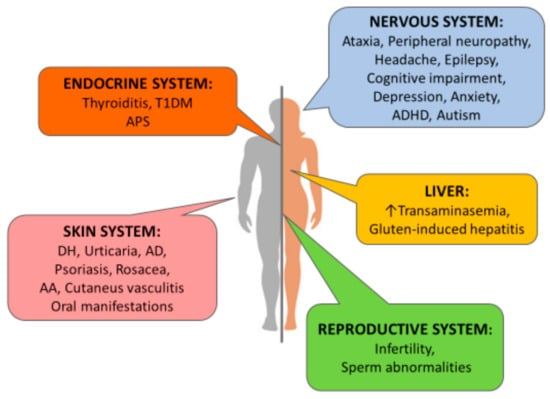 NERVOUS SYSTEM:
Ataxia, Peripheral neuropathy,
Headache, Epilepsy,
Cognitive impairment,
Depression, Anxiety,
ADHD, Autism
ENDOCRINE SYSTEM:
Thyroiditis, T1DM
APS
LIVER:
↑Transaminasemia,
Gluten-induced hepatitis
SKIN SYSTEM:
DH, Urticaria, AD,
Psoriasis, Rosacea,
AA, Cutaneus vasculitis
Oral manifestations
REPRODUCTIVE SYSTEM:
Infertility,
Sperm abnormalities